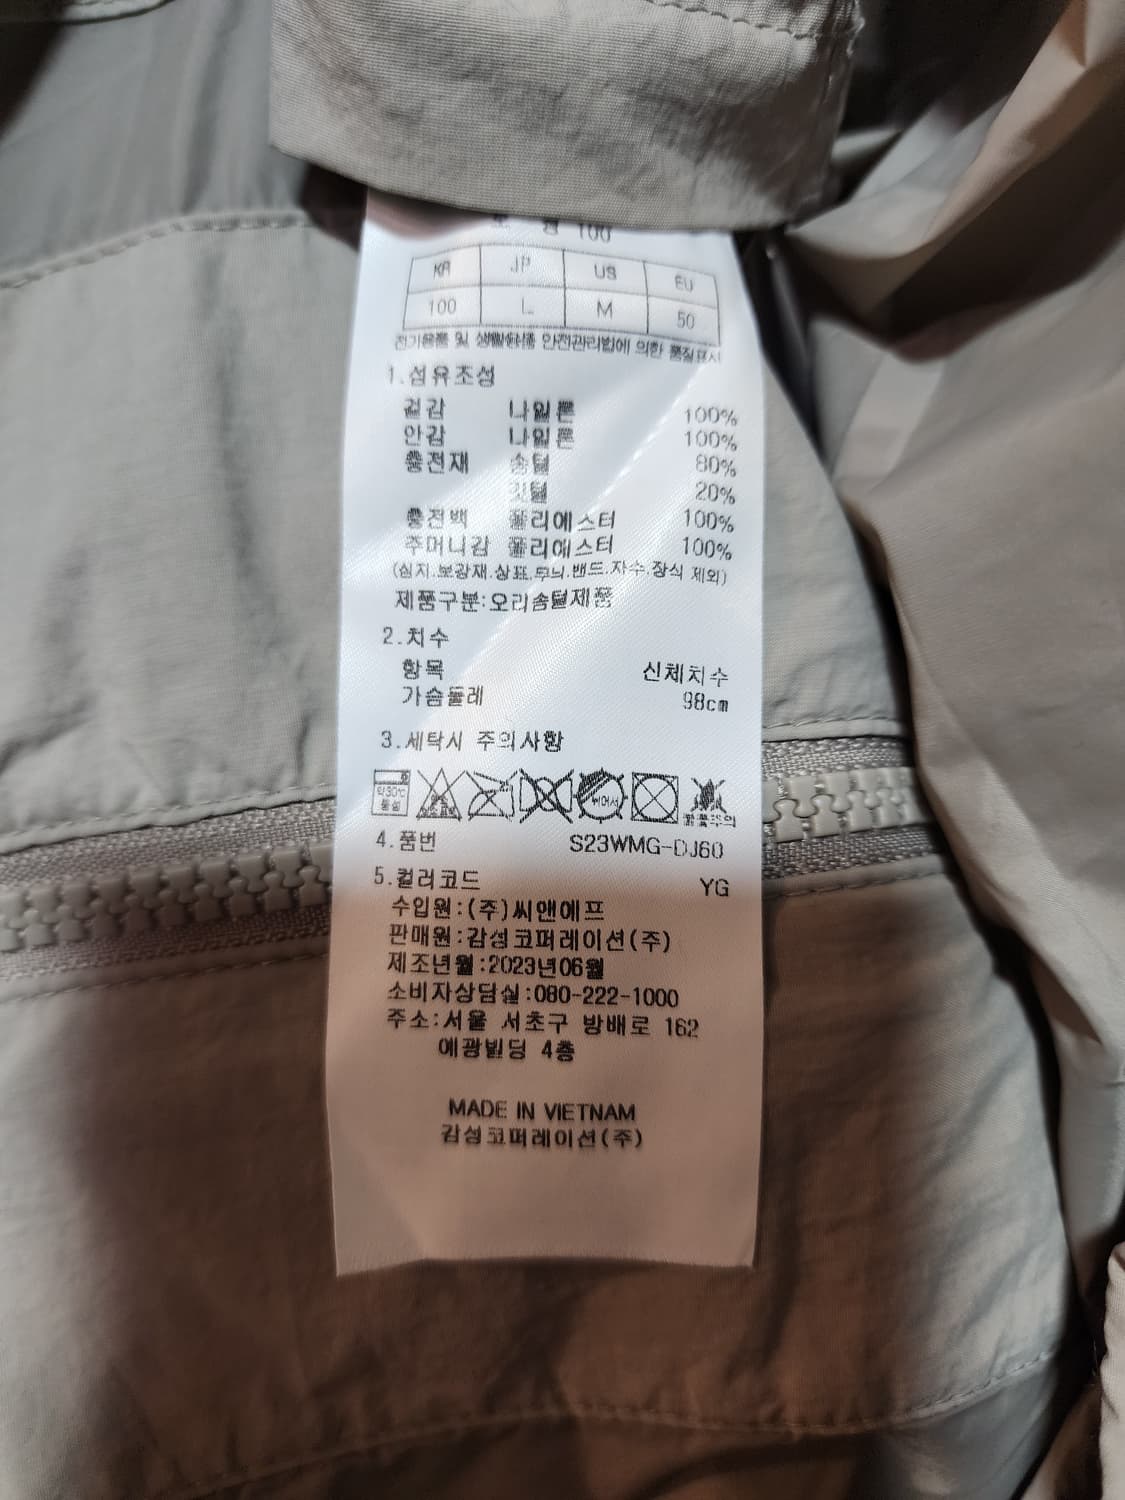 호 칭 100
KR JP US EU
100 L M 50
전기용품 및 생활용품 안전관리법에 의한 품질표시
1.섬유조성
겉감 나일론 100%
안감 나일론 100%
충전재 솜털 80%
깃털 20%
충전백 폴리에스터 100%
주머니감 폴리에스터 100%
(심지.보강재.상표.무늬.밴드.자수.장식 제외)
제품구분:오리솜털제품
2.치수
항목 신체치수
가슴둘레 98cm
3.세탁시 주의사항
약30℃ 중성 뉘어서
4.품번 S23WMG-DJ60
5.컬러코드 YG
수입원:(주)씨앤에프
판매원:감성코퍼레이션(주)
제조년월:2023년06월
소비자상담실:080-222-1000
주소:서울 서초구 방배로 162
예광빌딩 4층
MADE IN VIETNAM
감성코퍼레이션(주)